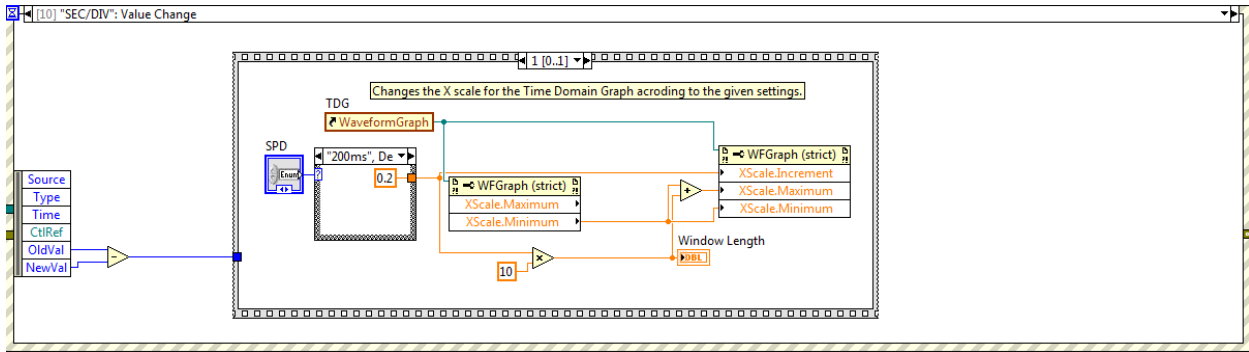 [10] "SEC/DIV": Value Change
1 [0..1]
Changes the X scale for the Time Domain Graph acroding to the given settings.
TDG
WaveformGraph
SPD
Enum
"200ms", De
0.2
WFGraph (strict)
XScale.Maximum
XScale.Minimum
WFGraph (strict)
XScale.Increment
XScale.Maximum
XScale.Minimum
Source
Type
Time
CtlRef
OldVal
NewVal
10
Window Length
DBL